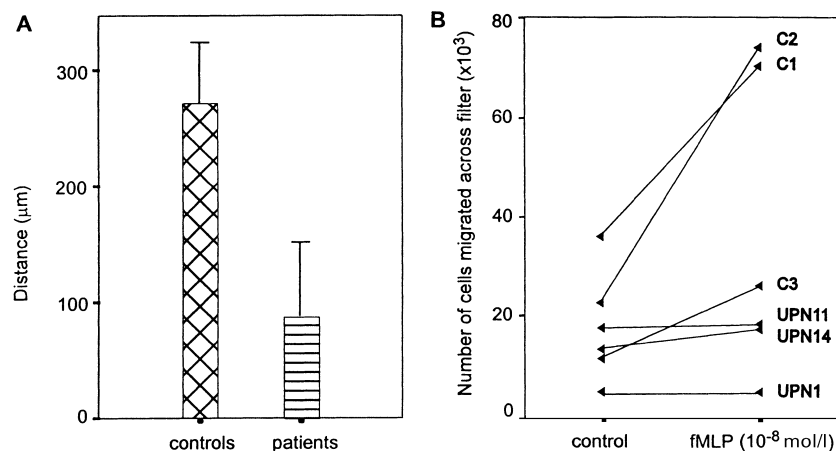 A
300
200
100
0
Distance (µm)
controls patients
B
80
60
40
20
0
Number of cells migrated across filter (x10³)
C2
C1
C3
UPN11
UPN14
UPN1
control fMLP (10⁻⁸ mol/l)